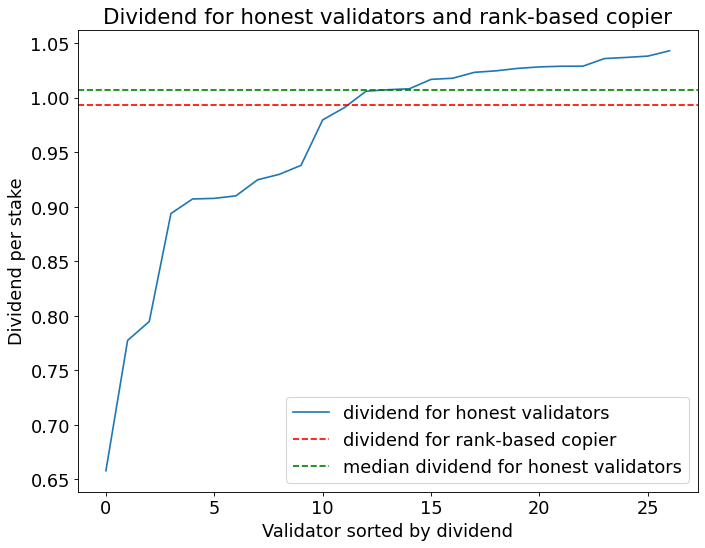 Dividend for honest validators and rank-based copier
1.05
1.00
0.95
0.90
0.85
0.80
0.75
0.70
0.65
Dividend per stake
dividend for honest validators
dividend for rank-based copier
median dividend for honest validators
0
5
10
15
20
25
Validator sorted by dividend